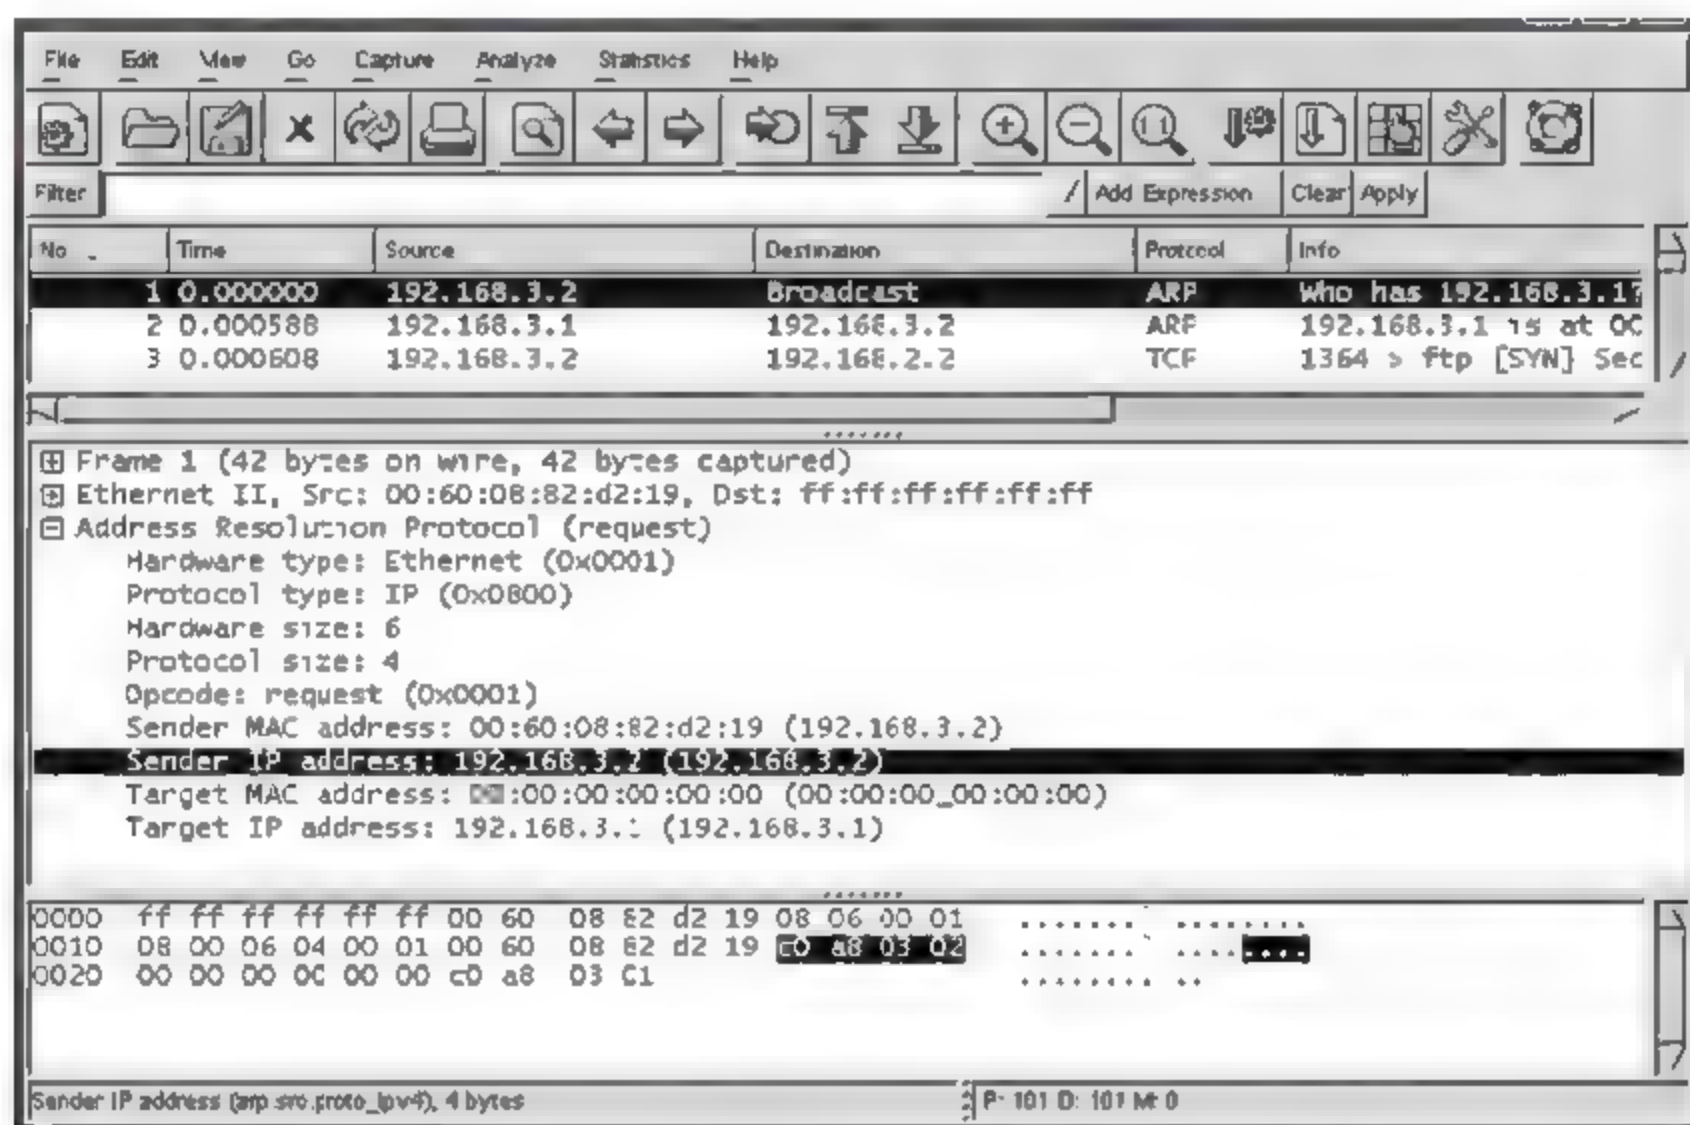 File Edit View Go Capture Analyze Statistics Help
Filter / Add Expression Clear Apply
No . Time Source Destination Protocol Info
1 0.000000 192.168.3.2 Broadcast ARP Who has 192.168.3.1?
2 0.000588 192.168.3.1 192.168.3.2 ARP 192.168.3.1 is at 00
3 0.000608 192.168.3.2 192.168.2.2 TCP 1364 > ftp [SYN] Sec
Frame 1 (42 bytes on wire, 42 bytes captured)
Ethernet II, Src: 00:60:08:82:d2:19, Dst: ff:ff:ff:ff:ff:ff
Address Resolution Protocol (request)
Hardware type: Ethernet (0x0001)
Protocol type: IP (0x0800)
Hardware size: 6
Protocol size: 4
Opcode: request (0x0001)
Sender MAC address: 00:60:08:82:d2:19 (192.168.3.2)
Sender IP address: 192.168.3.2 (192.168.3.2)
Target MAC address: 00:00:00:00:00:00 (00:00:00_00:00:00)
Target IP address: 192.168.3.1 (192.168.3.1)
0000 ff ff ff ff ff ff 00 60 08 82 d2 19 08 06 00 01 ....... ........
0010 08 00 06 04 00 01 00 60 08 82 d2 19 c0 a8 03 02 ....... ........
0020 00 00 00 00 00 00 c0 a8 03 01 ........ ..
Sender IP address (arp.src.proto_ipv4), 4 bytes P: 101 D: 101 M: 0